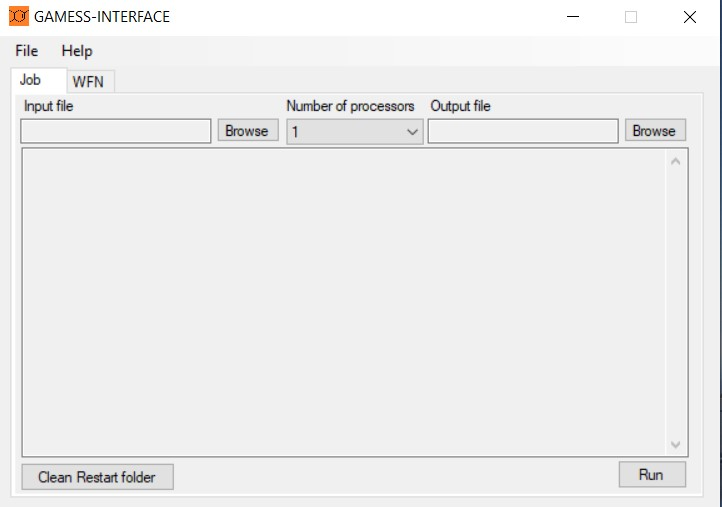 GAMESS-INTERFACE
File Help
Job WFN
Input file Number of processors Output file
Browse 1 Browse
Clean Restart folder Run